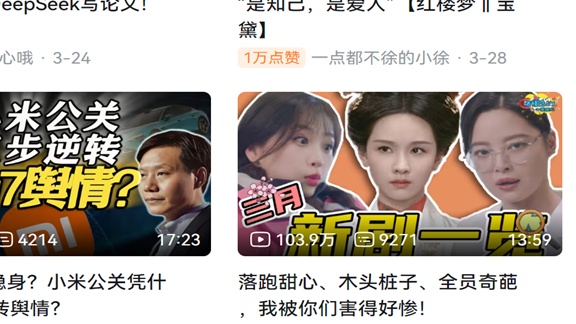 eepSeek写论文！
心哦 · 3-24
“是知己，是爱人”【红楼梦‖宝
黛】
1万点赞 一点都不徐的小徐 · 3-28
米公关
步逆转
7舆情?
4214
17:23
三月
新剧一览
103.9万
9271
13:59
隐身？小米公关凭什
转舆情？
落跑甜心、木头桩子、全员奇葩
，我被你们害得好惨！